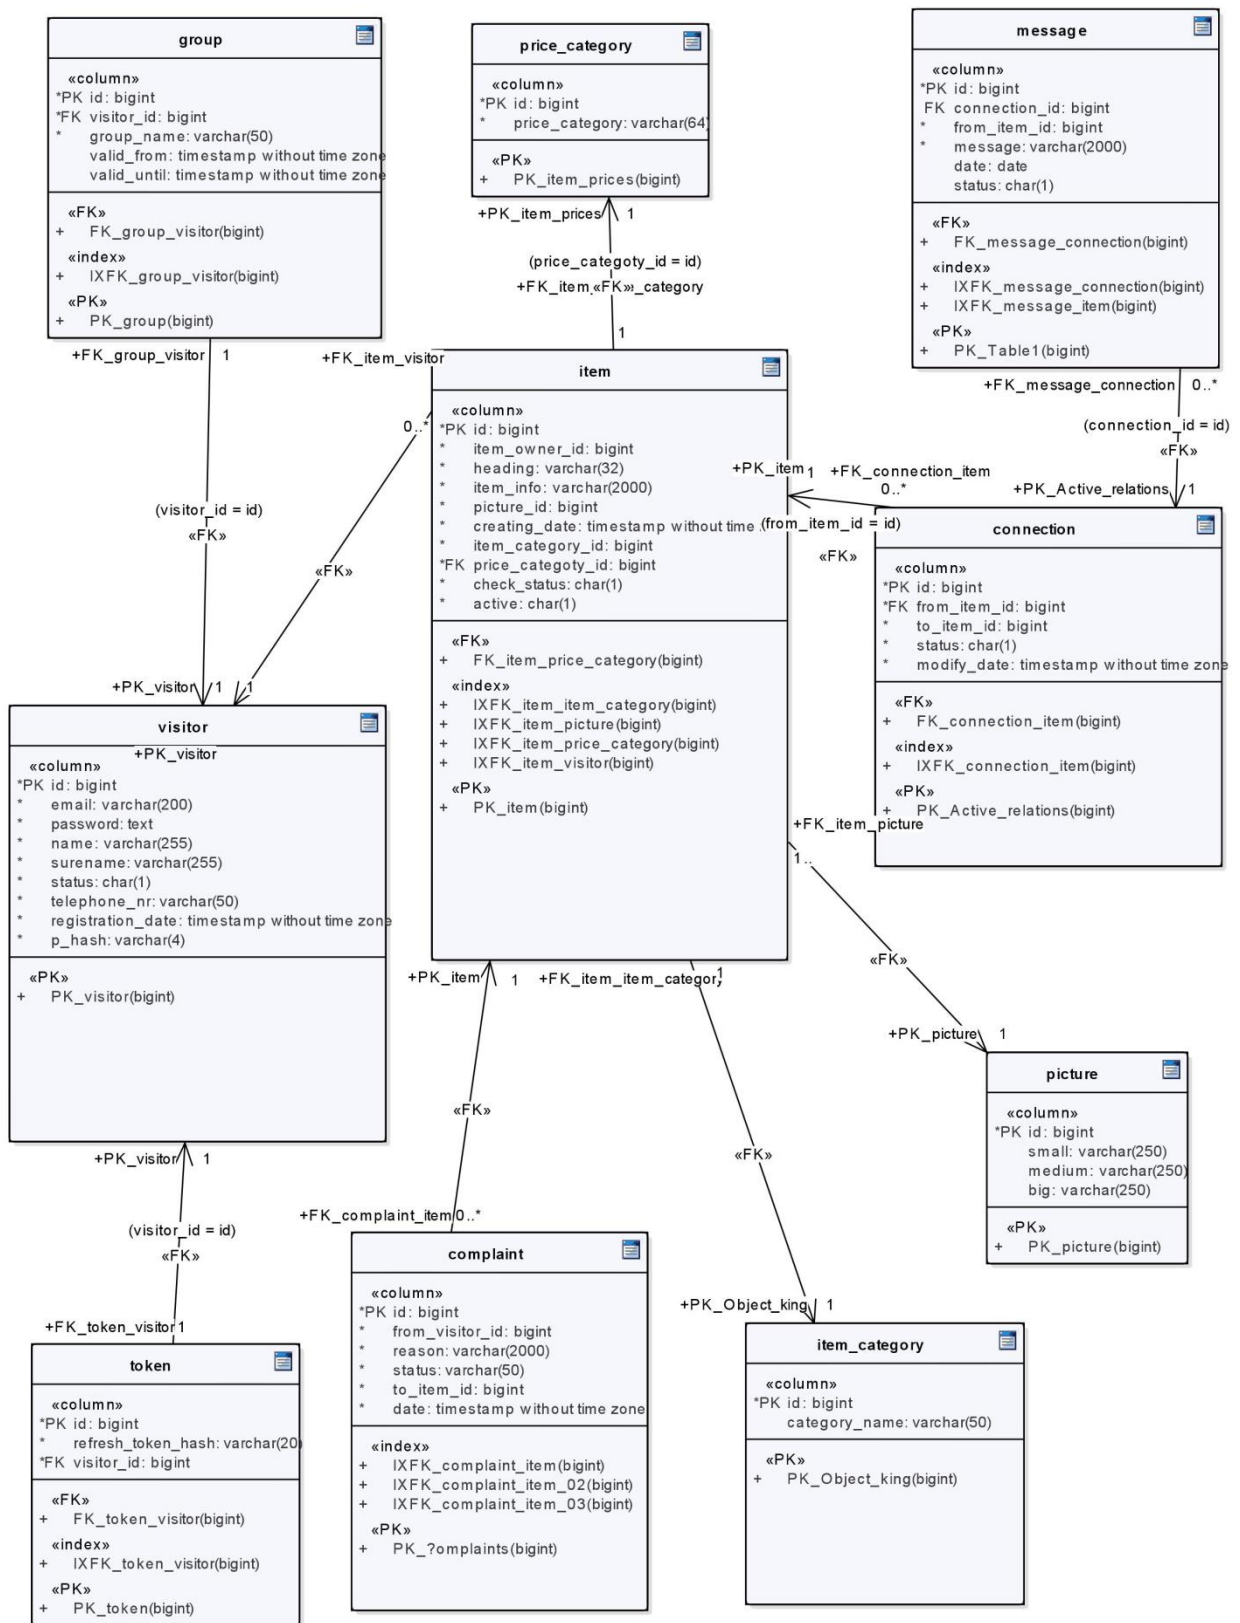 group
«column»
*PK id: bigint
*FK visitor_id: bigint
* group_name: varchar(50)
valid_from: timestamp without time zone
valid_until: timestamp without time zone
«FK»
+ FK_group_visitor(bigint)
«index»
+ IXFK_group_visitor(bigint)
«PK»
+ PK_group(bigint)
price_category
«column»
*PK id: bigint
* price_category: varchar(64)
«PK»
+ PK_item_prices(bigint)
message
«column»
*PK id: bigint
FK connection_id: bigint
* from_item_id: bigint
* message: varchar(2000)
date: date
status: char(1)
«FK»
+ FK_message_connection(bigint)
«index»
+ IXFK_message_connection(bigint)
+ IXFK_message_item(bigint)
«PK»
+ PK_Table1(bigint)
+PK_item_prices 1
(price_categoty_id = id)
+FK_item_ «FK» _category
1
+FK_group_visitor 1
(visitor_id = id)
«FK»
+PK_visitor 1
+FK_item_visitor
0..*
«FK»
1
+PK_visitor
+FK_message_connection 0..*
(connection_id = id)
«FK»
+PK_Active_relations 1
item
«column»
*PK id: bigint
* item_owner_id: bigint
* heading: varchar(32)
* item_info: varchar(2000)
* picture_id: bigint
* creating_date: timestamp without time
* item_category_id: bigint
*FK price_categoty_id: bigint
* check_status: char(1)
* active: char(1)
«FK»
+ FK_item_price_category(bigint)
«index»
+ IXFK_item_item_category(bigint)
+ IXFK_item_picture(bigint)
+ IXFK_item_price_category(bigint)
+ IXFK_item_visitor(bigint)
«PK»
+ PK_item(bigint)
+PK_item 1
+FK_connection_item
0..*
(from_item_id = id)
«FK»
connection
«column»
*PK id: bigint
*FK from_item_id: bigint
* to_item_id: bigint
* status: char(1)
* modify_date: timestamp without time zone
«FK»
+ FK_connection_item(bigint)
«index»
+ IXFK_connection_item(bigint)
«PK»
+ PK_Active_relations(bigint)
visitor
«column»
*PK id: bigint
* email: varchar(200)
* password: text
* name: varchar(255)
* surename: varchar(255)
* status: char(1)
* telephone_nr: varchar(50)
* registration_date: timestamp without time zone
* p_hash: varchar(4)
«PK»
+ PK_visitor(bigint)
+FK_item_picture
1..
«FK»
+PK_picture 1
+PK_item 1
«FK»
+FK_complaint_item 0..*
+FK_item_item_categor 1
«FK»
+PK_Object_king 1
picture
«column»
*PK id: bigint
small: varchar(250)
medium: varchar(250)
big: varchar(250)
«PK»
+ PK_picture(bigint)
+PK_visitor 1
(visitor_id = id)
«FK»
+FK_token_visitor 1
token
«column»
*PK id: bigint
* refresh_token_hash: varchar(20)
*FK visitor_id: bigint
«FK»
+ FK_token_visitor(bigint)
«index»
+ IXFK_token_visitor(bigint)
«PK»
+ PK_token(bigint)
complaint
«column»
*PK id: bigint
* from_visitor_id: bigint
* reason: varchar(2000)
* status: varchar(50)
* to_item_id: bigint
* date: timestamp without time zone
«index»
+ IXFK_complaint_item(bigint)
+ IXFK_complaint_item_02(bigint)
+ IXFK_complaint_item_03(bigint)
«PK»
+ PK_?omplaints(bigint)
item_category
«column»
*PK id: bigint
category_name: varchar(50)
«PK»
+ PK_Object_king(bigint)